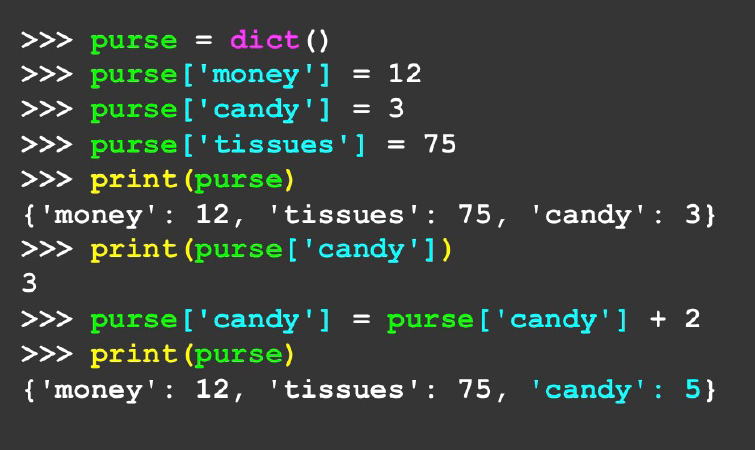 >>> purse = dict()
>>> purse['money'] = 12
>>> purse['candy'] = 3
>>> purse['tissues'] = 75
>>> print(purse)
{'money': 12, 'tissues': 75, 'candy': 3}
>>> print(purse['candy'])
3
>>> purse['candy'] = purse['candy'] + 2
>>> print(purse)
{'money': 12, 'tissues': 75, 'candy': 5}